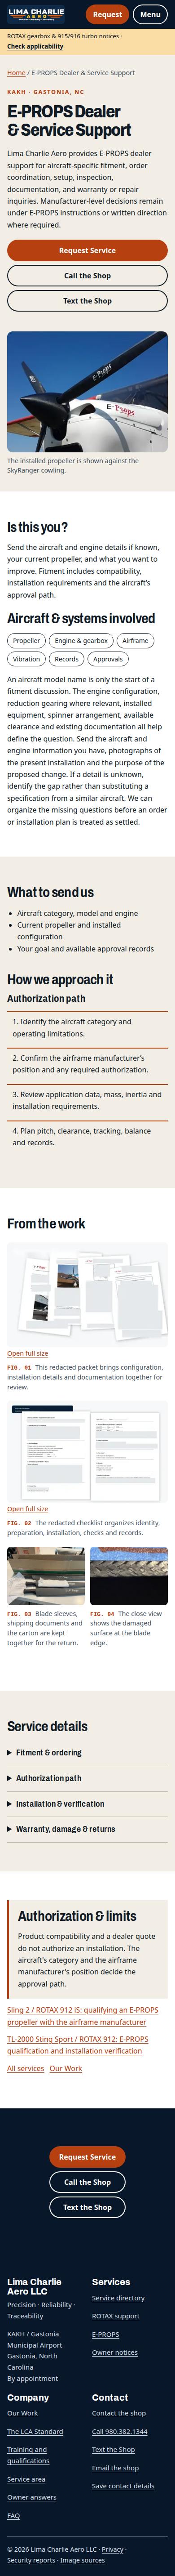 LIMA CHARLIE
AERO
Request
Menu
ROTAX gearbox & 915/916 turbo notices ·
Check applicability
Home / E-PROPS Dealer & Service Support
KAKH · GASTONIA, NC
E-PROPS Dealer
& Service Support
Lima Charlie Aero provides E-PROPS dealer
support for aircraft-specific fitment, order
coordination, setup, inspection,
documentation, and warranty or repair
inquiries. Manufacturer-level decisions remain
under E-PROPS instructions or written direction
where required.
Request Service
Call the Shop
Text the Shop
E-Props
E-Props
The installed propeller is shown against the
SkyRanger cowling.
Is this you?
Send the aircraft and engine details if known,
your current propeller, and what you want to
improve. Fitment includes compatibility,
installation requirements and the aircraft's
approval path.
Aircraft & systems involved
Propeller
Engine & gearbox
Airframe
Vibration
Records
Approvals
An aircraft model name is only the start of a
fitment discussion. The engine configuration,
reduction gearing where relevant, installed
equipment, spinner arrangement, available
clearance and existing documentation all help
define the question. Send the aircraft and
engine information you have, photographs of
the present installation and the purpose of the
proposed change. If a detail is unknown,
identify the gap rather than substituting a
specification from a similar aircraft. We can
organize the missing questions before an order
or installation plan is treated as settled.
What to send us
• Aircraft category, model and engine
• Current propeller and installed
configuration
• Your goal and available approval records
How we approach it
Authorization path
1. Identify the aircraft category and
operating limitations.
2. Confirm the airframe manufacturer's
position and any required authorization.
3. Review application data, mass, inertia and
installation requirements.
4. Plan pitch, clearance, tracking, balance
and records.
From the work
Open full size
FIG. 01 This redacted packet brings configuration,
installation details and documentation together for
review.
Open full size
FIG. 02 The redacted checklist organizes identity,
preparation, installation, checks and records.
FIG. 03 Blade sleeves,
shipping documents and
the carton are kept
together for the return.
FIG. 04 The close view
shows the damaged
surface at the blade
edge.
Service details
Fitment & ordering
Authorization path
Installation & verification
Warranty, damage & returns
Authorization & limits
Product compatibility and a dealer quote
do not authorize an installation. The
aircraft's category and the airframe
manufacturer's position decide the
approval path.
Sling 2 / ROTAX 912 iS: qualifying an E-PROPS
propeller with the airframe manufacturer
TL-2000 Sting Sport / ROTAX 912: E-PROPS
qualification and installation verification
All services Our Work
Request Service
Call the Shop
Text the Shop
Lima Charlie
Aero LLC
Precision · Reliability ·
Traceability
KAKH / Gastonia
Municipal Airport
Gastonia, North
Carolina
By appointment
Services
Service directory
ROTAX support
E-PROPS
Owner notices
Company
Our Work
The LCA Standard
Training and
qualifications
Service area
Owner answers
FAQ
Contact
Contact the shop
Call 980.382.1344
Text the Shop
Email the shop
Save contact details
© 2026 Lima Charlie Aero LLC · Privacy ·
Security reports · Image sources